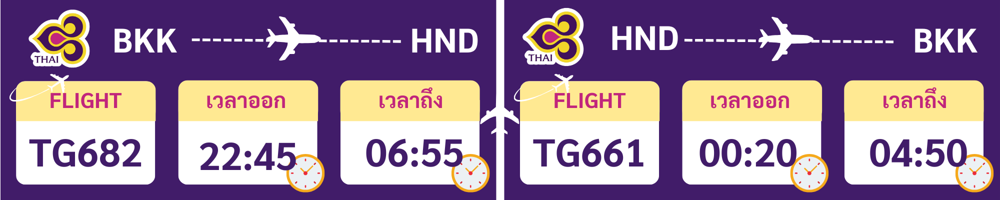 THAI
BKK HND
FLIGHT เวลาออก เวลาถึง
TG682 22:45 06:55
THAI
HND BKK
FLIGHT เวลาออก เวลาถึง
TG661 00:20 04:50